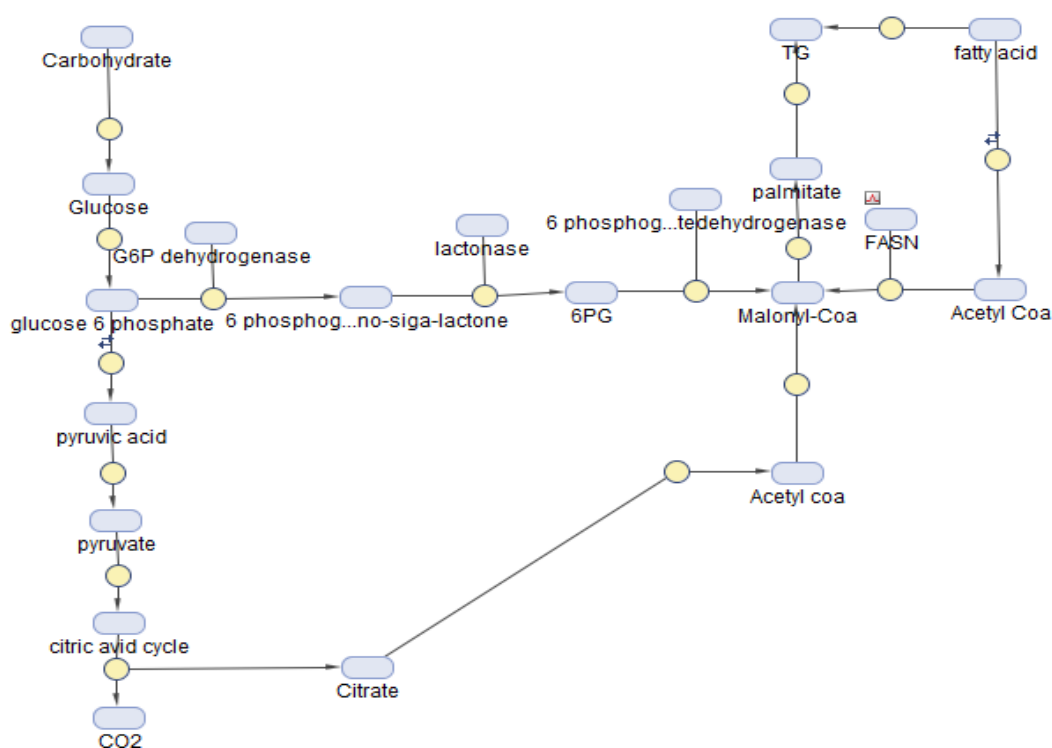 TG
fatty acid
Carbohydrate
palmitate
Glucose
6 phosphog...tedehydrogenase
FASN
lactonase
G6P dehydrogenase
glucose 6 phosphate
6 phosphog...no-siga-lactone
6PG
Malonyl-Coa
Acetyl Coa
pyruvic acid
Acetyl coa
pyruvate
citric avid cycle
Citrate
CO2